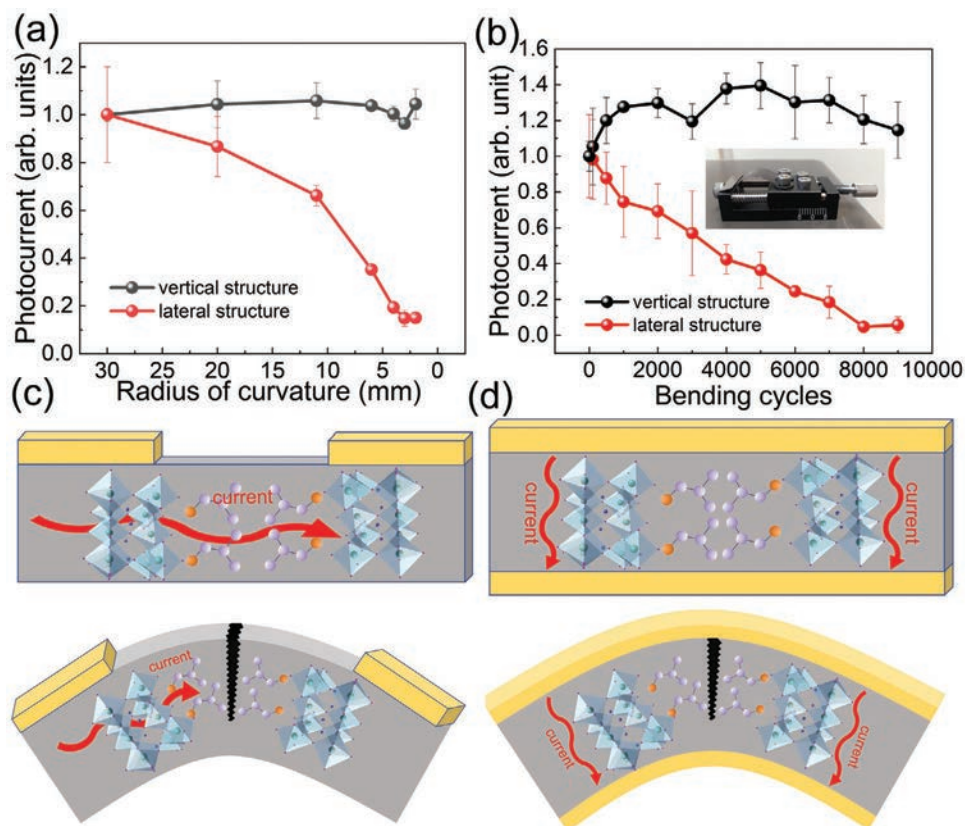 (a)
Photocurrent (arb. units)
1.2
1.0
0.8
0.6
0.4
0.2
0.0
vertical structure
lateral structure
30
20
10
5
0
Radius of curvature (mm)
(b)
Photocurrent (arb. unit)
1.6
1.4
1.2
1.0
0.8
0.6
0.4
0.2
0.0
vertical structure
lateral structure
0
2000
4000
6000
8000
10000
Bending cycles
(c)
current
current
(d)
current
current
current
current